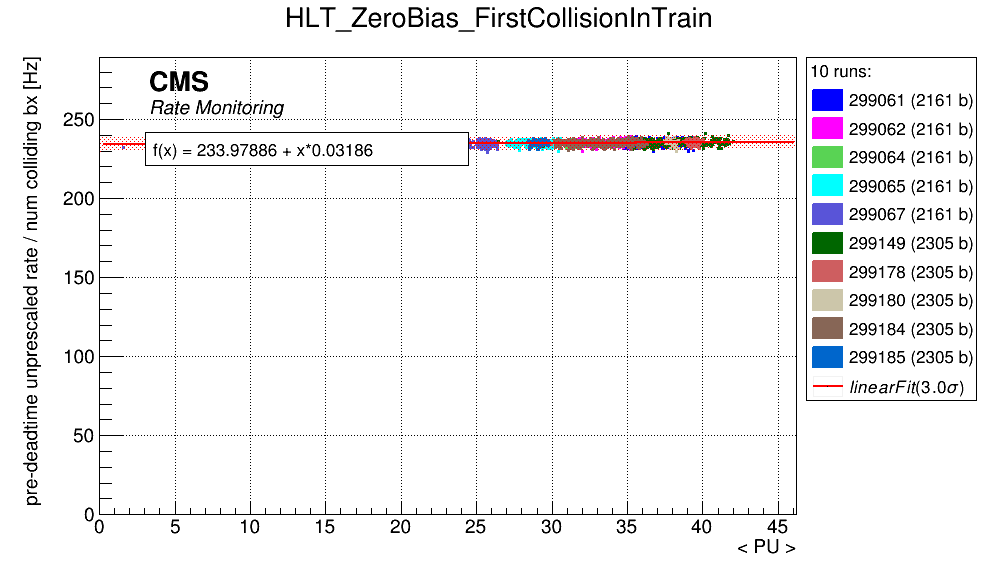 HLT_ZeroBias_FirstCollisionInTrain
pre-deadtime unprescaled rate / num colliding bx [Hz]
CMS
Rate Monitoring
f(x) = 233.97886 + x*0.03186
250
200
150
100
50
0
0 5 10 15 20 25 30 35 40 45
< PU >
10 runs:
299061 (2161 b)
299062 (2161 b)
299064 (2161 b)
299065 (2161 b)
299067 (2161 b)
299149 (2305 b)
299178 (2305 b)
299180 (2305 b)
299184 (2305 b)
299185 (2305 b)
linearFit(3.0σ)